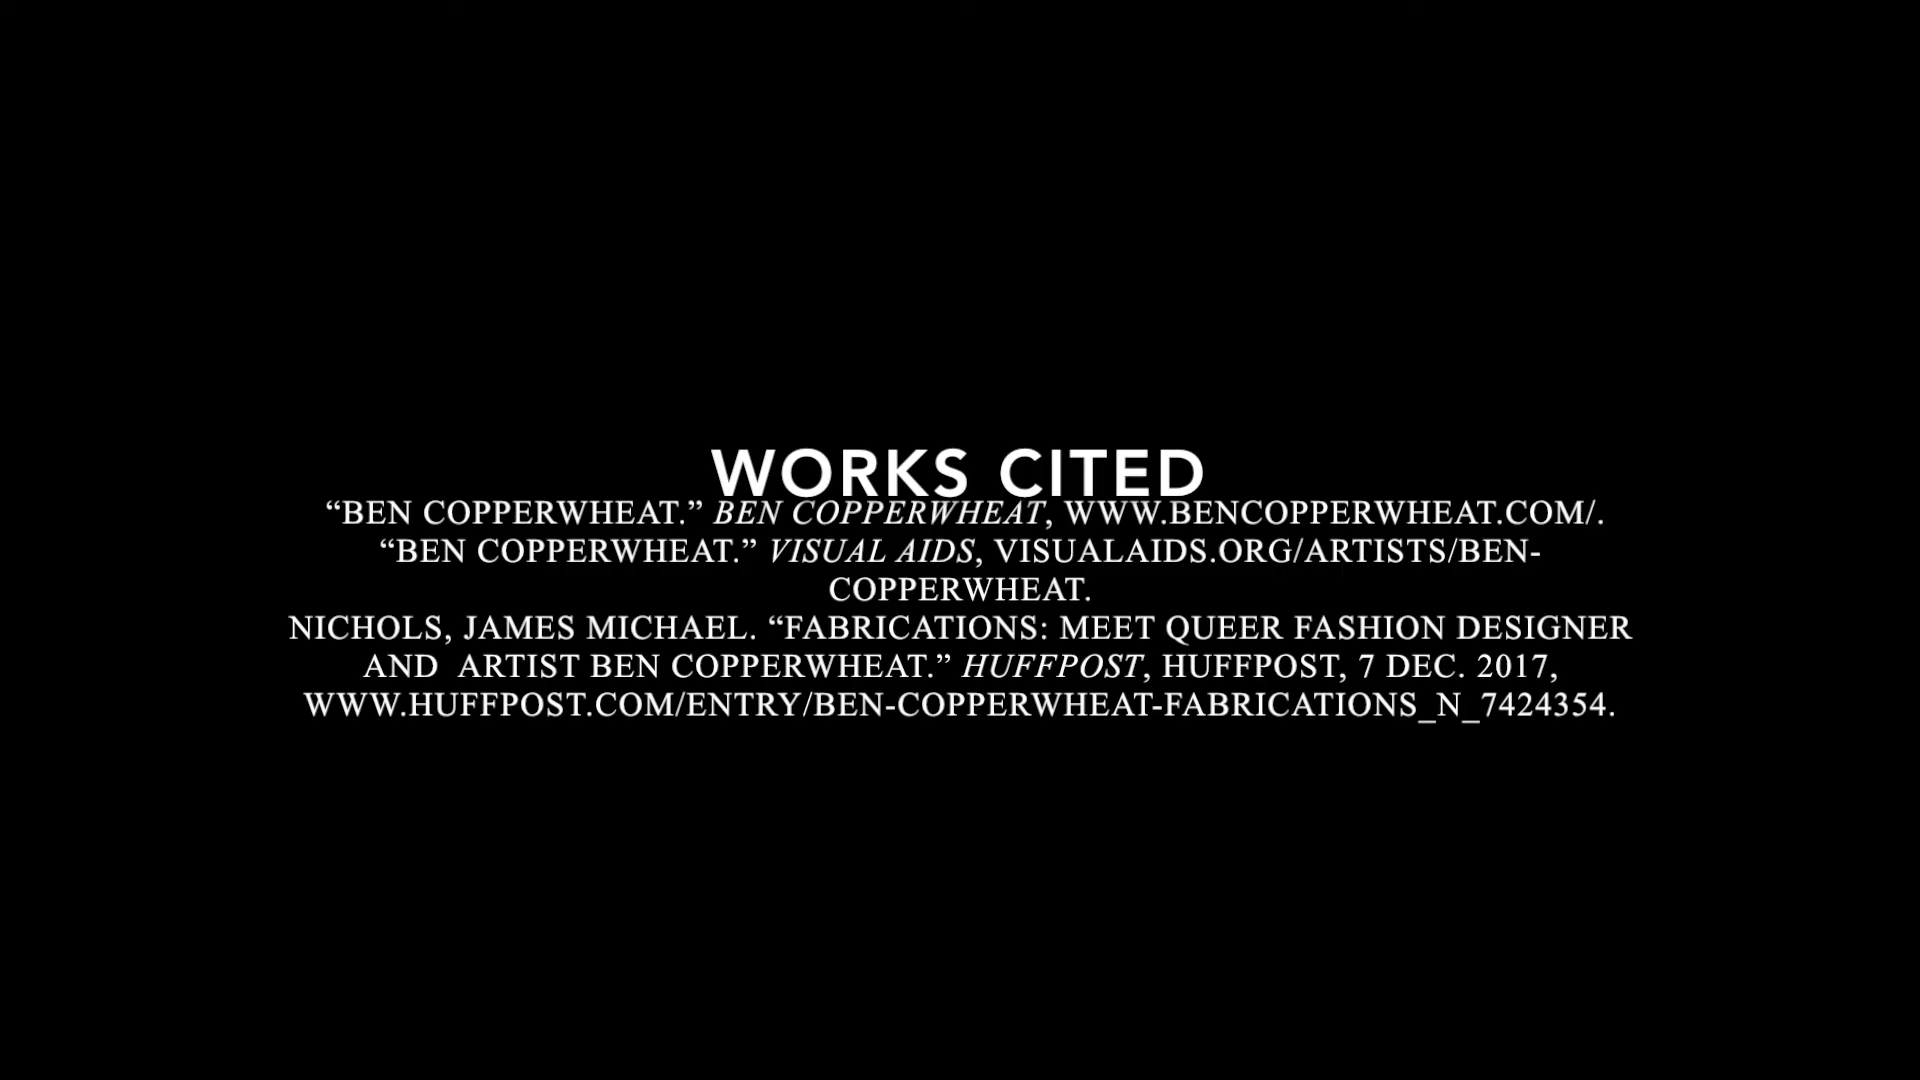 WORKS CITED
“BEN COPPERWHEAT.” BEN COPPERWHEAT, WWW.BENCOPPERWHEAT.COM/.
“BEN COPPERWHEAT.” VISUAL AIDS, VISUALAIDS.ORG/ARTISTS/BEN-
COPPERWHEAT.
NICHOLS, JAMES MICHAEL. “FABRICATIONS: MEET QUEER FASHION DESIGNER
AND  ARTIST BEN COPPERWHEAT.” HUFFPOST, HUFFPOST, 7 DEC. 2017,
WWW.HUFFPOST.COM/ENTRY/BEN-COPPERWHEAT-FABRICATIONS_N_7424354.